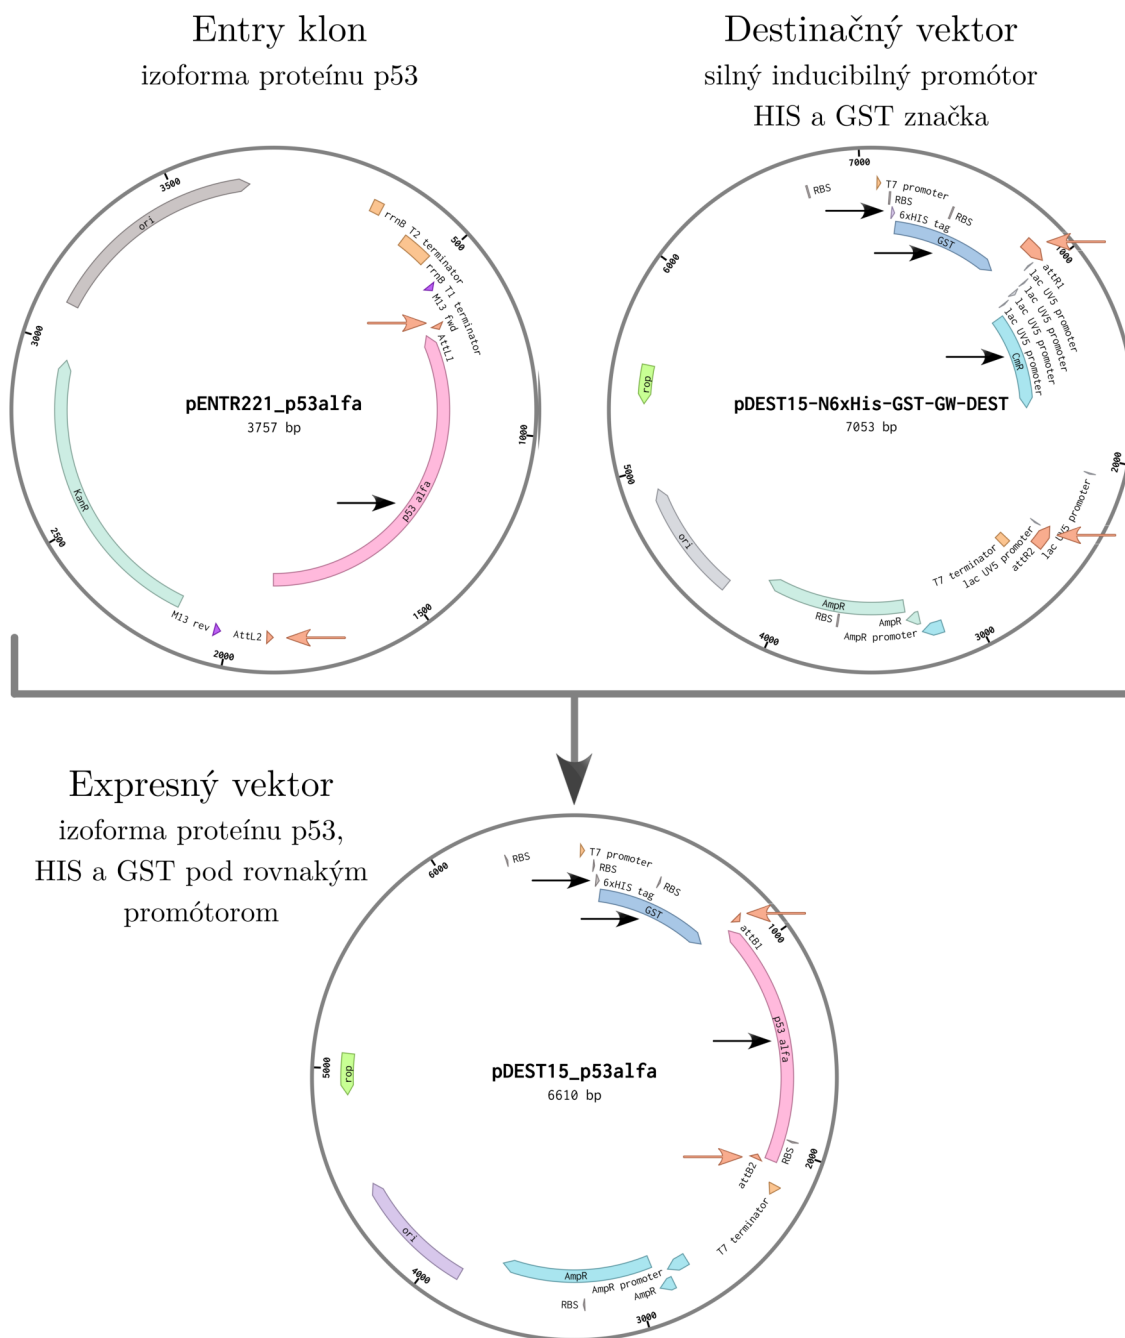 Entry klon
izoforma proteínu p53
Destinačný vektor
silný inducibilný promótor
HIS a GST značka
3500
ori
rrnB T2 terminator
500
rrnB T1 terminator
M13 fwd
AttL1
3000
pENTR221_p53alfa
3757 bp
1000
p53 alfa
KanR
2500
M13 rev
AttL2
1500
2000
7000
RBS
T7 promoter
RBS
6xHIS tag
RBS
GST
1000
attR1
lac UV5 promoter
lac UV5 promoter
lac UV5 promoter
lac UV5 promoter
CmR
6000
rop
pDEST15-N6xHis-GST-GW-DEST
7053 bp
5000
2000
ori
lac UV5 promoter
attR2
lac UV5 promoter
T7 terminator
AmpR
RBS
AmpR
AmpR promoter
4000
3000
Expresný vektor
izoforma proteínu p53,
HIS a GST pod rovnakým
promótorom
6000
RBS
T7 promoter
RBS
6xHIS tag
RBS
GST
attB1
1000
p53 alfa
5000
rop
pDEST15_p53alfa
6610 bp
RBS
2000
attB2
T7 terminator
ori
4000
AmpR
AmpR promoter
AmpR
RBS
3000